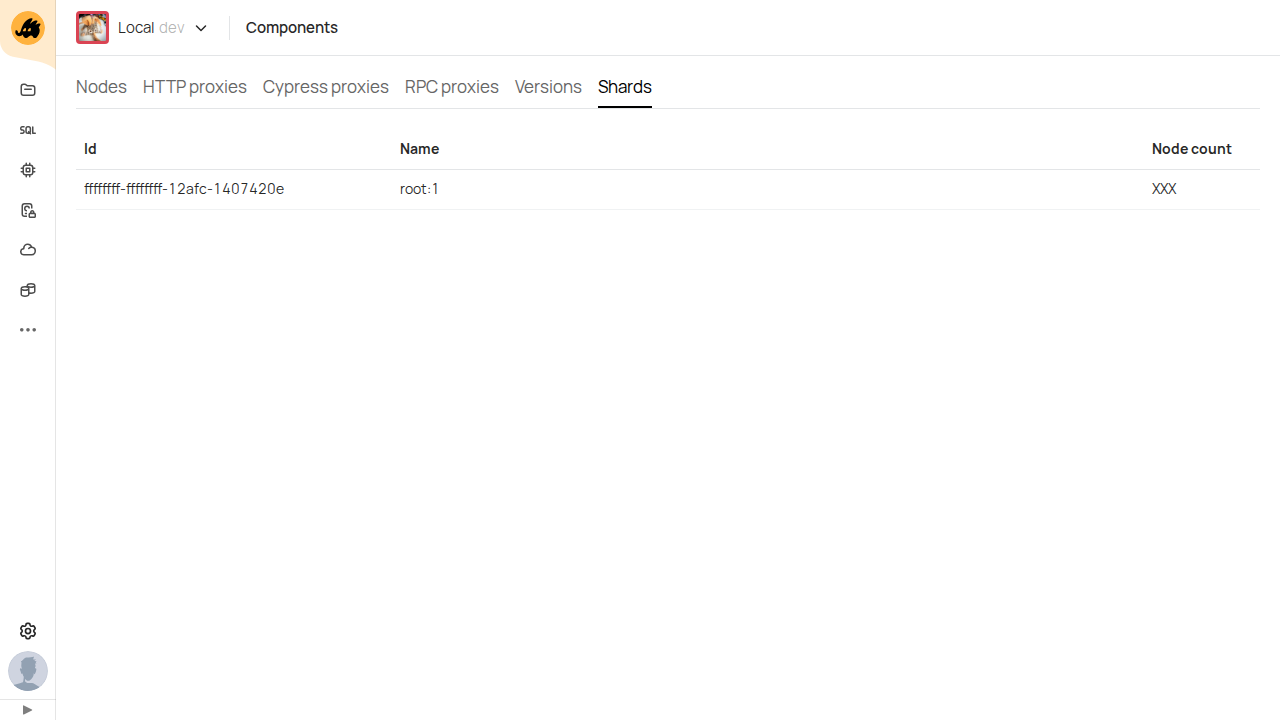 Local dev
Components
Nodes HTTP proxies Cypress proxies RPC proxies Versions Shards
Id Name Node count
ffffffff-ffffffff-12afc-1407420e root:1 XXX
SQL